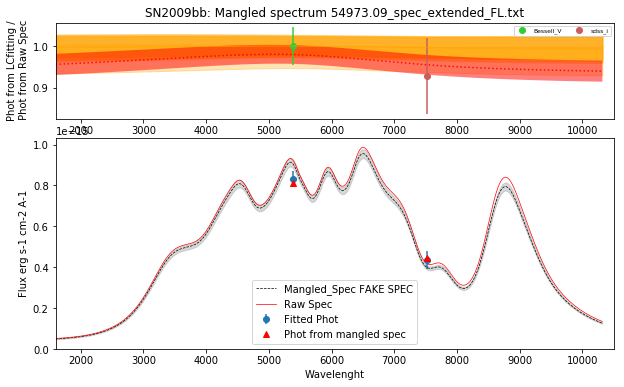 SN2009bb: Mangled spectrum 54973.09_spec_extended_FL.txt
Phot from LCfitting /
Phot from Raw Spec
1.0
0.9
Bessell_V
sdss_i
2000 3000 4000 5000 6000 7000 8000 9000 10000
Flux erg s-1 cm-2 A-1
1.0
0.8
0.6
0.4
0.2
0.0
Mangled_Spec FAKE SPEC
Raw Spec
Fitted Phot
Phot from mangled spec
2000 3000 4000 5000 6000 7000 8000 9000 10000
Wavelenght